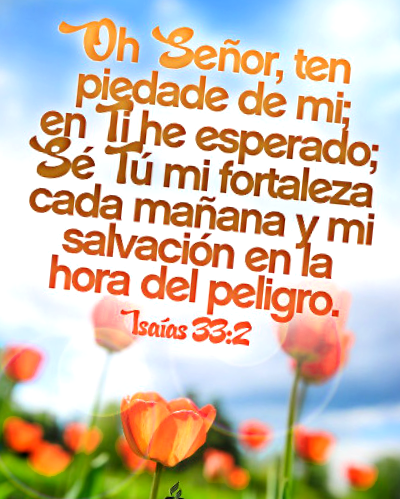 Oh Señor, ten
piedade de mi;
en Ti he esperado;
Sé Tú mi fortaleza
cada mañana y mi
salvación en la
hora del peligro.
Isaías 33:2